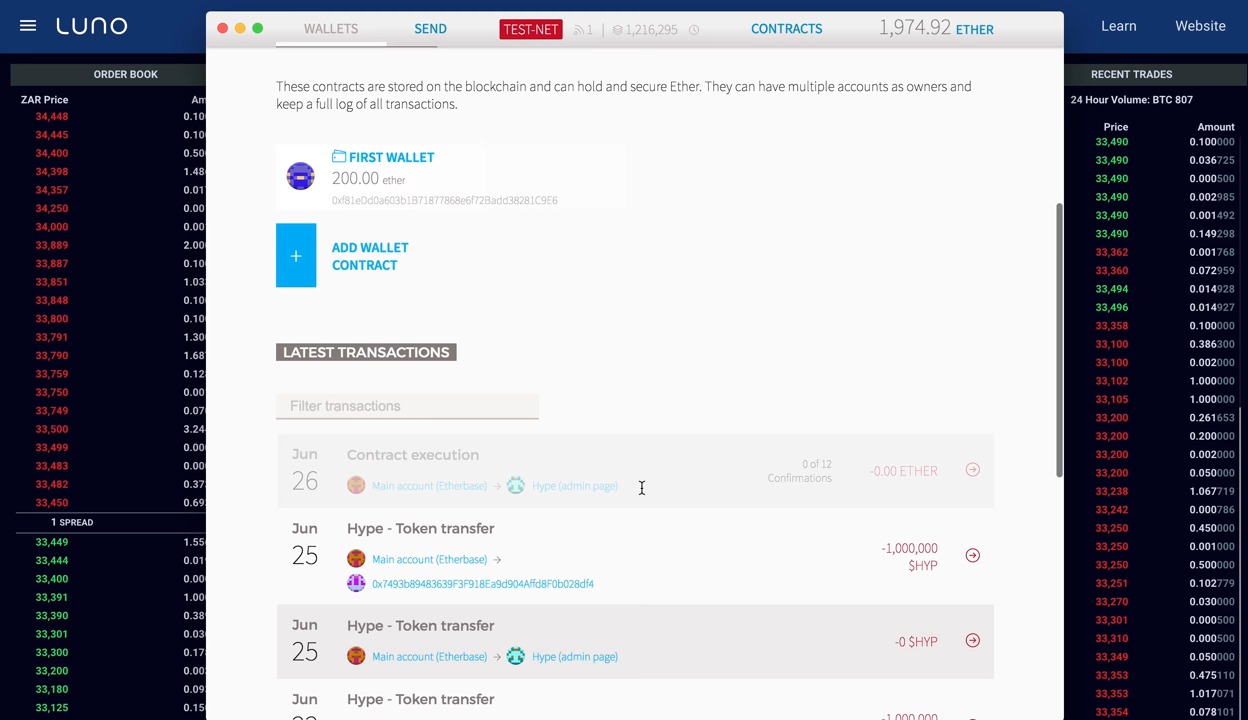 LUNO
Learn
Website
WALLETS
SEND
TEST-NET
1
1,216,295
CONTRACTS
1,974.92 ETHER
ORDER BOOK
ZAR Price
34,448
34,445
34,400
34,398
34,357
34,250
34,000
33,889
33,887
33,851
33,848
33,800
33,791
33,790
33,759
33,750
33,749
33,500
33,499
33,483
33,482
33,450
1 SPREAD
33,449
33,444
33,400
33,391
33,390
33,301
33,300
33,200
33,180
33,125
These contracts are stored on the blockchain and can hold and secure Ether. They can have multiple accounts as owners and
keep a full log of all transactions.
FIRST WALLET
200.00 ether
ADD WALLET
CONTRACT
LATEST TRANSACTIONS
Filter transactions
Jun
26
Contract execution
Main account (Etherbase) → Hype (admin page)
0 of 12
Confirmations
-0.00 ETHER
Jun
25
Hype - Token transfer
Main account (Etherbase) →
0x7493b89483639F3F918Ea9d904Affd8F0b028df4
-1,000,000
$HYP
Jun
25
Hype - Token transfer
Main account (Etherbase) → Hype (admin page)
-0 $HYP
Jun
Hype - Token transfer
RECENT TRADES
24 Hour Volume: BTC 807
Price Amount
33,490 0.100000
33,490 0.036725
33,490 0.000500
33,490 0.002985
33,490 0.001492
33,490 0.149298
33,362 0.001768
33,360 0.072959
33,494 0.014928
33,496 0.014927
33,358 0.100000
33,100 0.386300
33,100 0.002000
33,102 1.000000
33,105 1.000000
33,200 0.261653
33,200 0.200000
33,200 0.002000
33,200 0.050000
33,238 1.067719
33,242 0.000786
33,250 0.450000
33,250 0.001000
33,250 0.500000
33,251 0.102779
33,270 0.030000
33,301 0.000500
33,310 0.000500
33,349 0.050000
33,353 0.475110
33,353 1.017071
33,354 0.078101